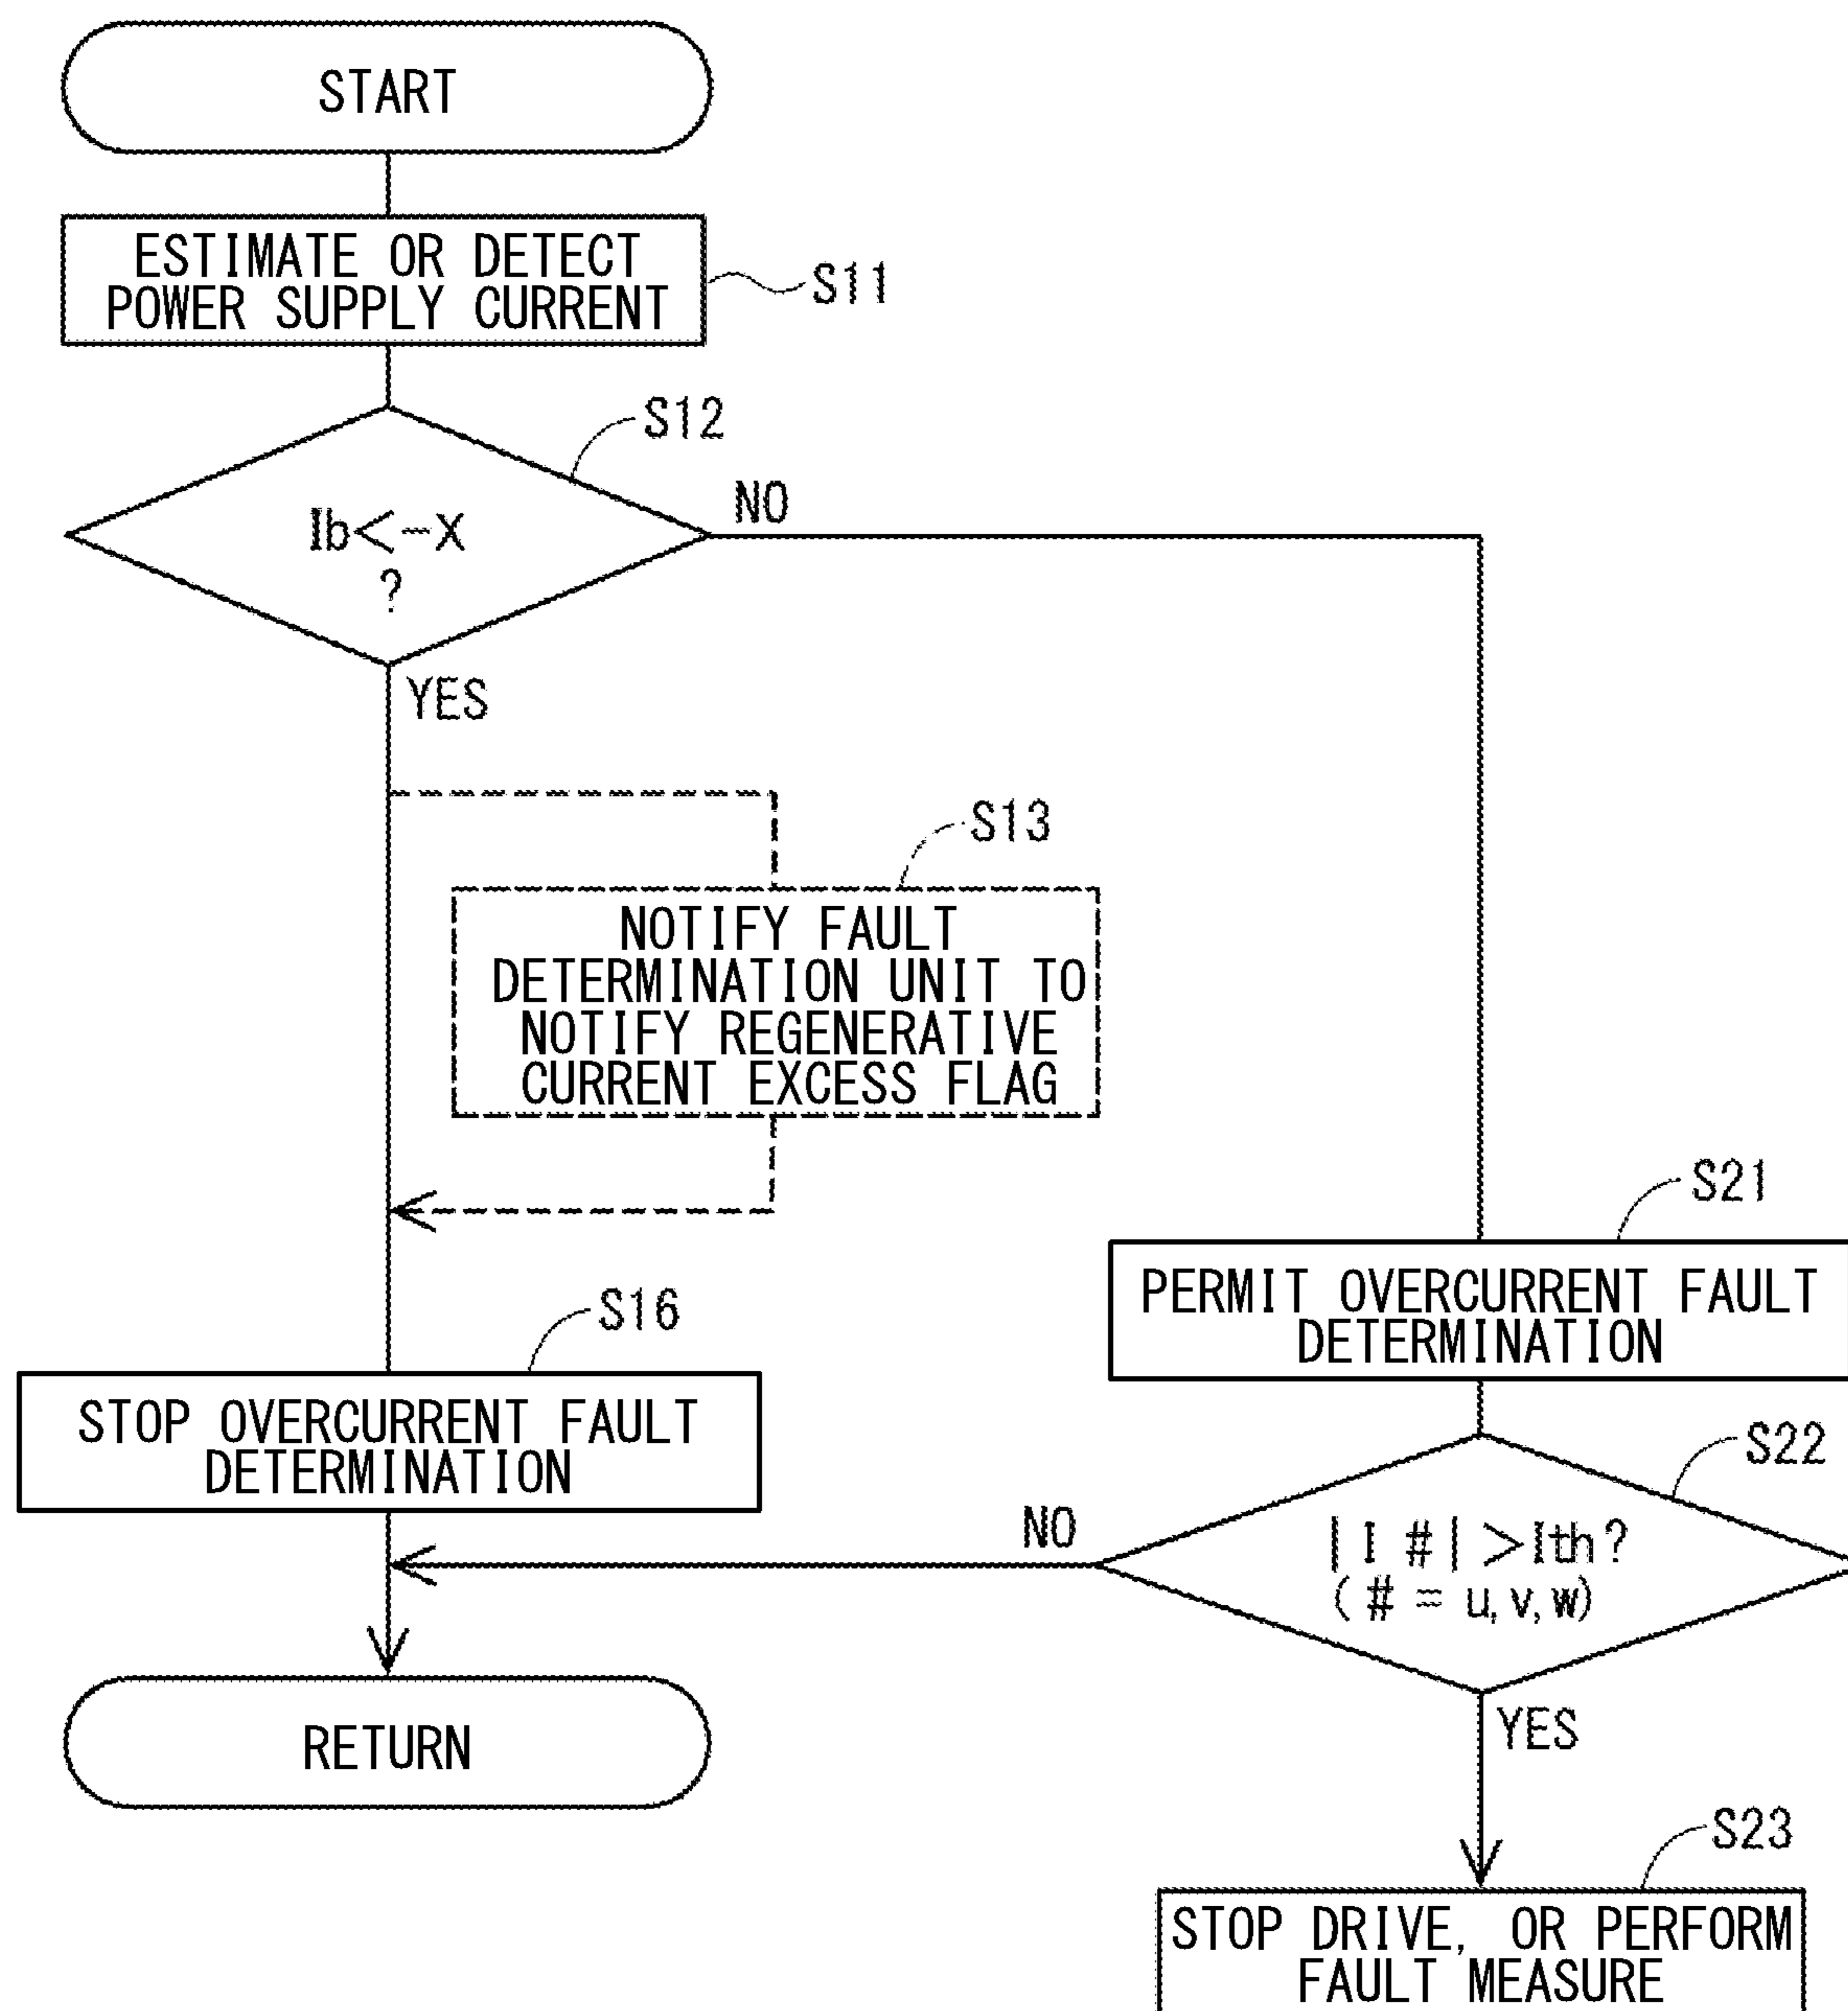 START
ESTIMATE OR DETECT
POWER SUPPLY CURRENT
S11
S12
Ib<-X
?
NO
YES
S13
NOTIFY FAULT
DETERMINATION UNIT TO
NOTIFY REGENERATIVE
CURRENT EXCESS FLAG
S21
PERMIT OVERCURRENT FAULT
DETERMINATION
S16
STOP OVERCURRENT FAULT
DETERMINATION
S22
|I #| >Ith?
(# = u, v, w)
NO
YES
RETURN
S23
STOP DRIVE, OR PERFORM
FAULT MEASURE